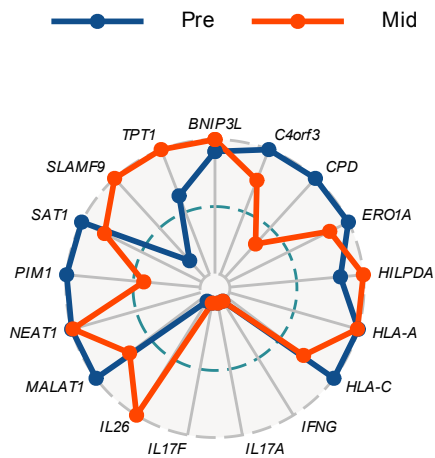 Pre Mid
BNIP3L
TPT1 C4orf3
SLAMF9 CPD
SAT1 ERO1A
PIM1 HILPDA
NEAT1 HLA-A
MALAT1 HLA-C
IL26 IFNG
IL17F IL17A